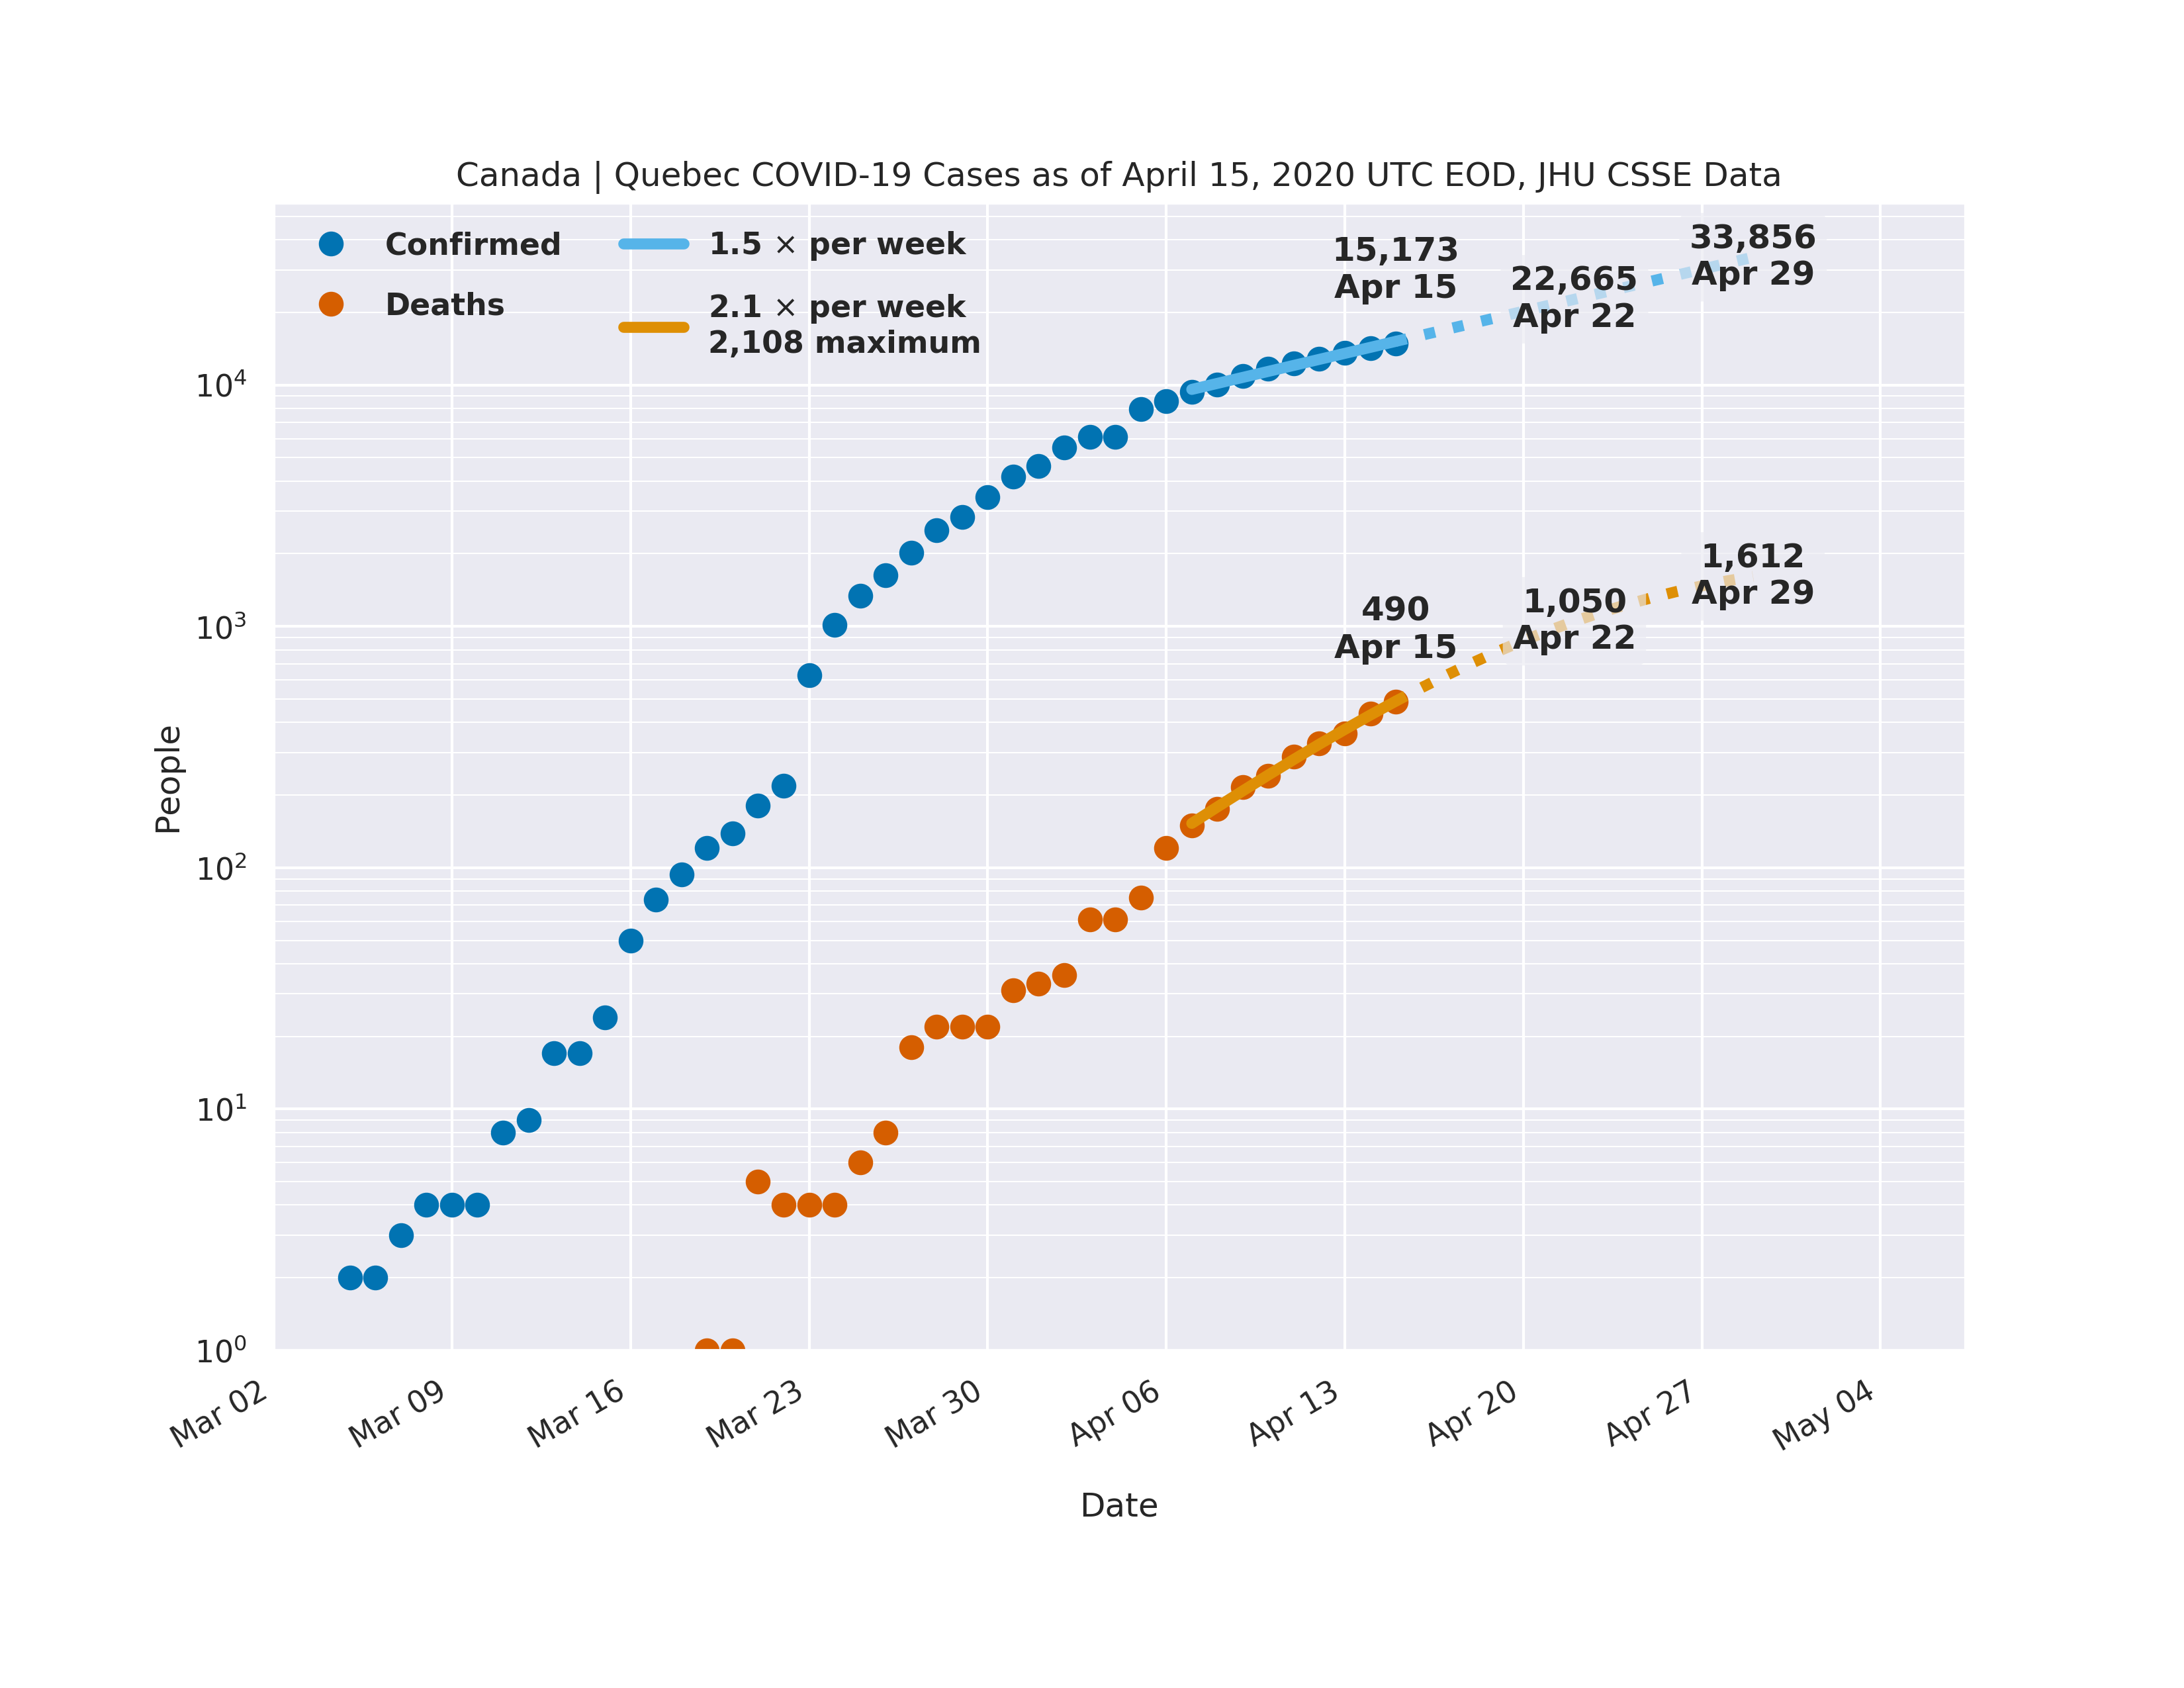 Canada | Quebec COVID-19 Cases as of April 15, 2020 UTC EOD, JHU CSSE Data
Confirmed
Deaths
1.5 × per week
2.1 × per week
2,108 maximum
15,173
Apr 15
22,665
Apr 22
33,856
Apr 29
490
Apr 15
1,050
Apr 22
1,612
Apr 29
People
10⁴
10³
10²
10¹
10⁰
Mar 02
Mar 09
Mar 16
Mar 23
Mar 30
Apr 06
Apr 13
Apr 20
Apr 27
May 04
Date